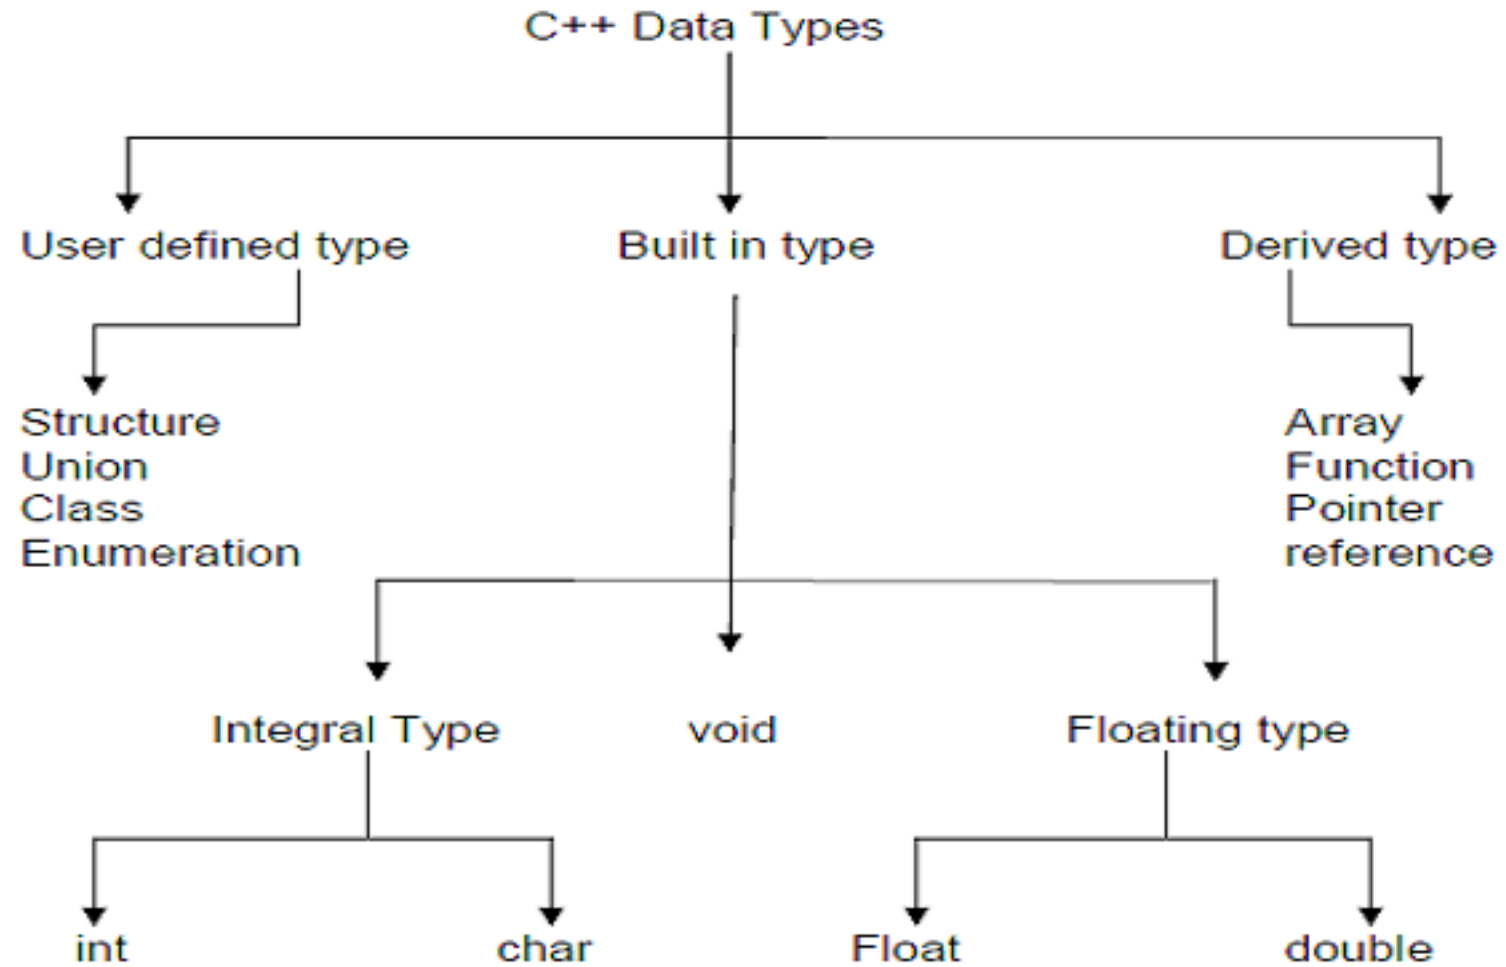 C++ Data Types
User defined type
Built in type
Derived type
Structure
Union
Class
Enumeration
Array
Function
Pointer
reference
Integral Type
void
Floating type
int
char
Float
double